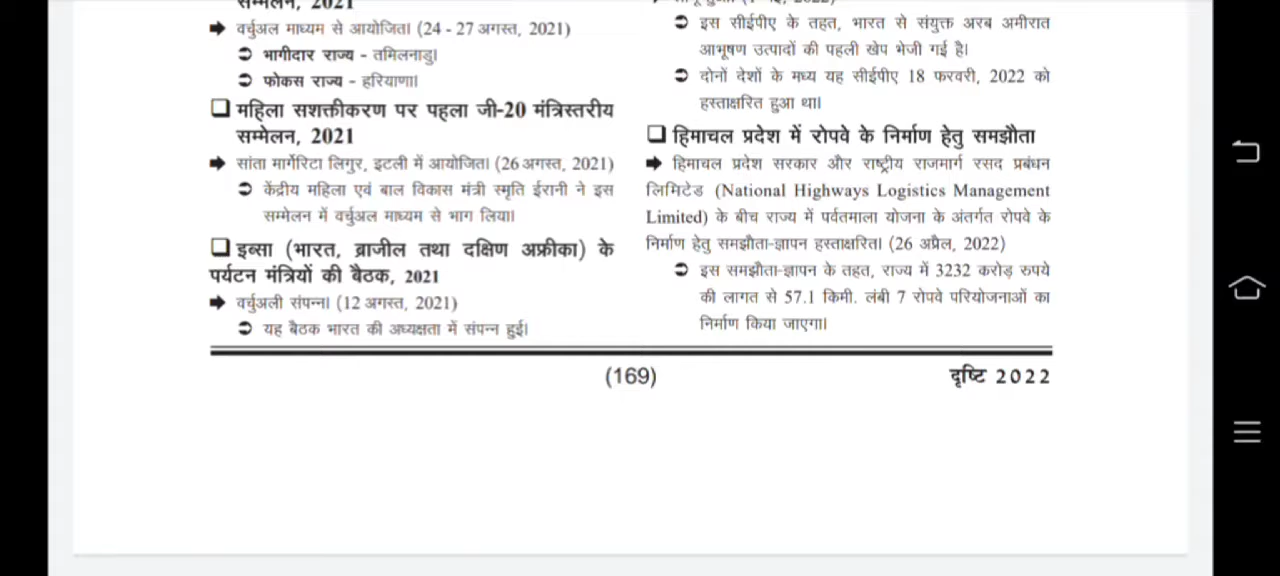 सम्मेलन, 2021
➡ वर्चुअल माध्यम से आयोजित। (24 - 27 अगस्त, 2021)
➲ भागीदार राज्य - तमिलनाडु।
➲ फोकस राज्य - हरियाणा।
❑ महिला सशक्तीकरण पर पहला जी-20 मंत्रिस्तरीय
सम्मेलन, 2021
➡ सांता मार्गेरिटा लिगुर, इटली में आयोजित। (26 अगस्त, 2021)
➲ केंद्रीय महिला एवं बाल विकास मंत्री स्मृति ईरानी ने इस
सम्मेलन में वर्चुअल माध्यम से भाग लिया।
❑ इब्सा (भारत, ब्राजील तथा दक्षिण अफ्रीका) के
पर्यटन मंत्रियों की बैठक, 2021
➡ वर्चुअली संपन्न। (12 अगस्त, 2021)
➲ यह बैठक भारत की अध्यक्षता में संपन्न हुई।
➲ इस सीईपीए के तहत, भारत से संयुक्त अरब अमीरात
आभूषण उत्पादों की पहली खेप भेजी गई है।
➲ दोनों देशों के मध्य यह सीईपीए 18 फरवरी, 2022 को
हस्ताक्षरित हुआ था।
❑ हिमाचल प्रदेश में रोपवे के निर्माण हेतु समझौता
➡ हिमाचल प्रदेश सरकार और राष्ट्रीय राजमार्ग रसद प्रबंधन
लिमिटेड (National Highways Logistics Management
Limited) के बीच राज्य में पर्वतमाला योजना के अंतर्गत रोपवे के
निर्माण हेतु समझौता-ज्ञापन हस्ताक्षरित। (26 अप्रैल, 2022)
➲ इस समझौता-ज्ञापन के तहत, राज्य में 3232 करोड़ रुपये
की लागत से 57.1 किमी. लंबी 7 रोपवे परियोजनाओं का
निर्माण किया जाएगा।
(169)
दृष्टि 2022